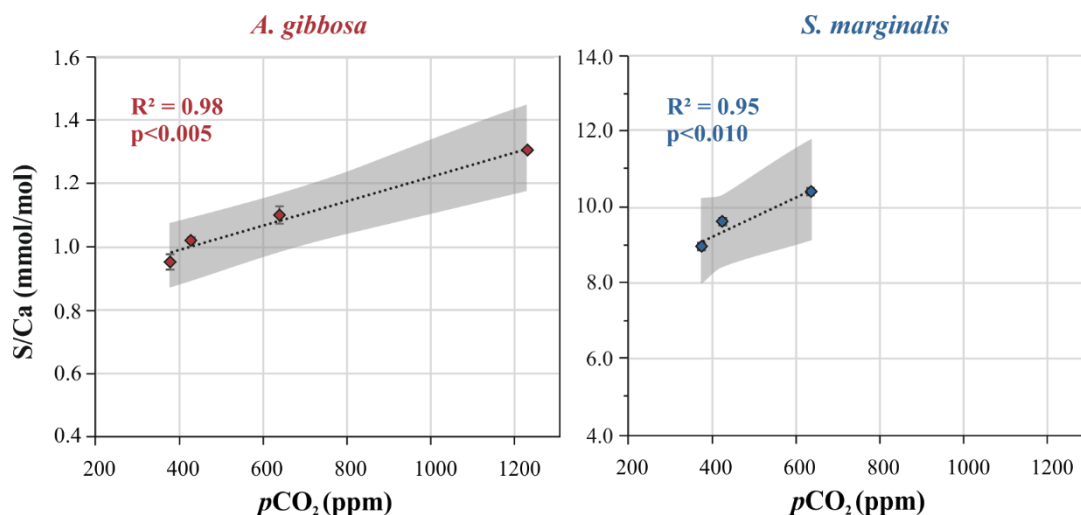 A. gibbosa
S. marginalis
S/Ca (mmol/mol)
1.6
1.4
1.2
1.0
0.8
0.6
0.4
R² = 0.98
p<0.005
200 400 600 800 1000 1200
pCO₂ (ppm)
14.0
12.0
10.0
8.0
6.0
4.0
R² = 0.95
p<0.010
200 400 600 800 1000 1200
pCO₂ (ppm)